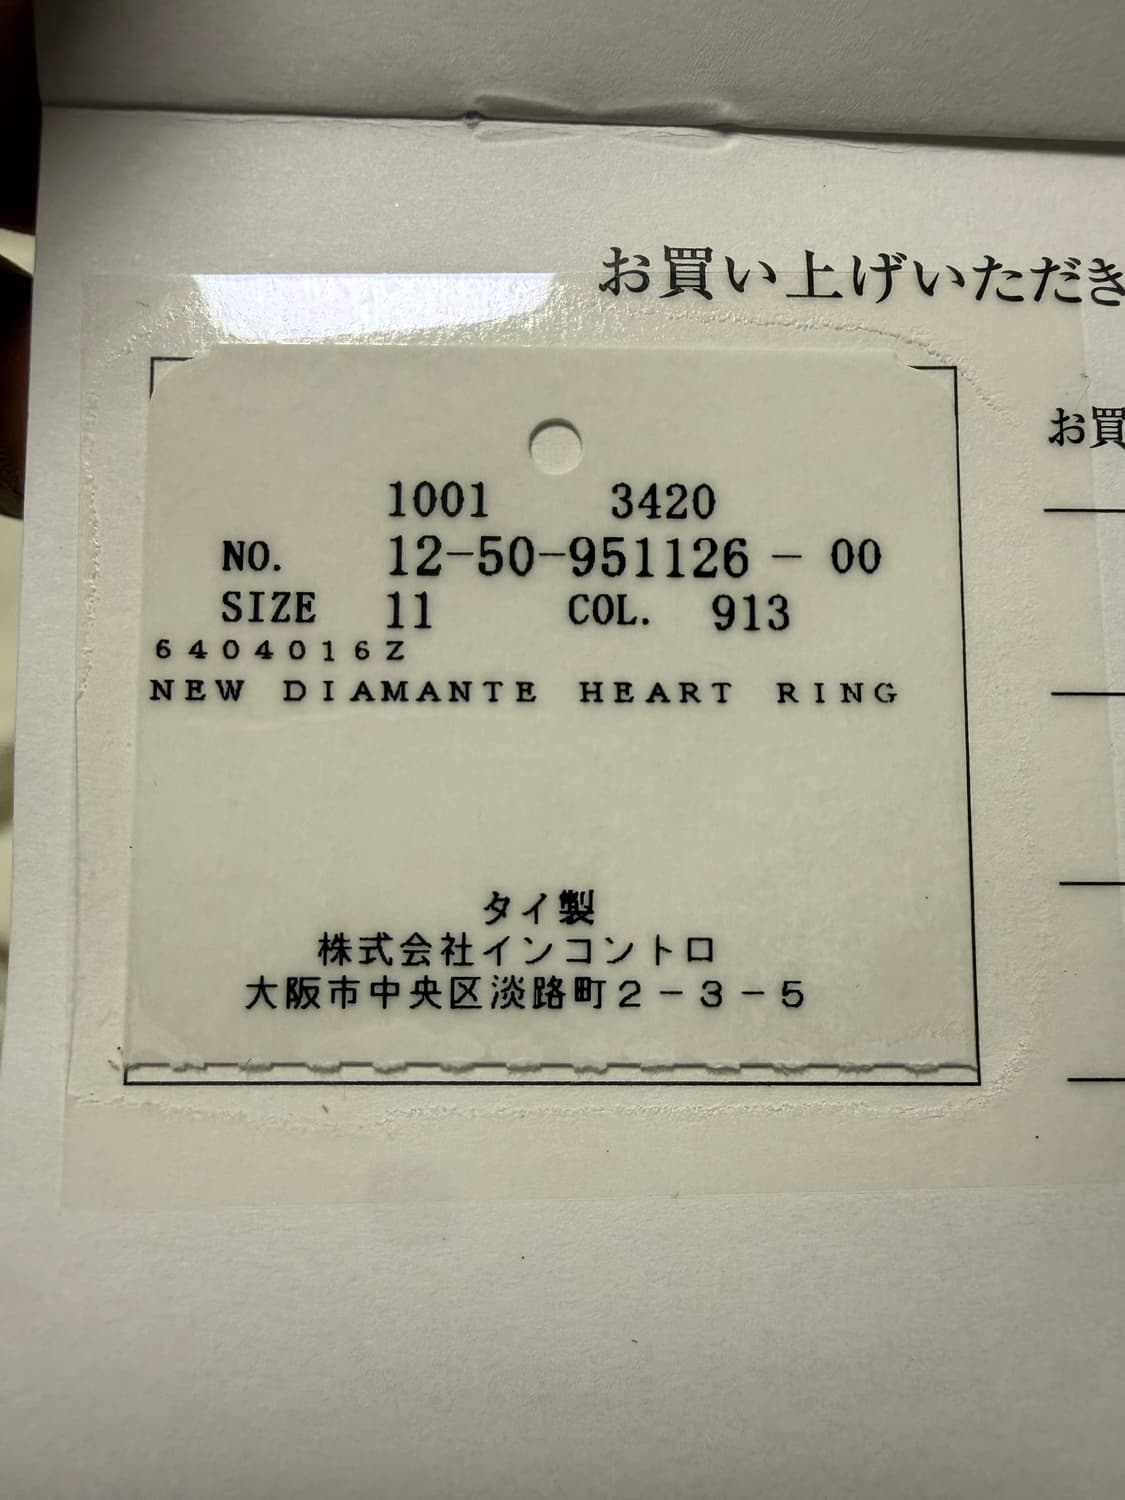 お買い上げいただき
お買
1001 3420
NO. 12-50-951126 - 00
SIZE 11 COL. 913
6404016Z
NEW DIAMANTE HEART RING
タイ製
株式会社インコントロ
大阪市中央区淡路町2-3-5